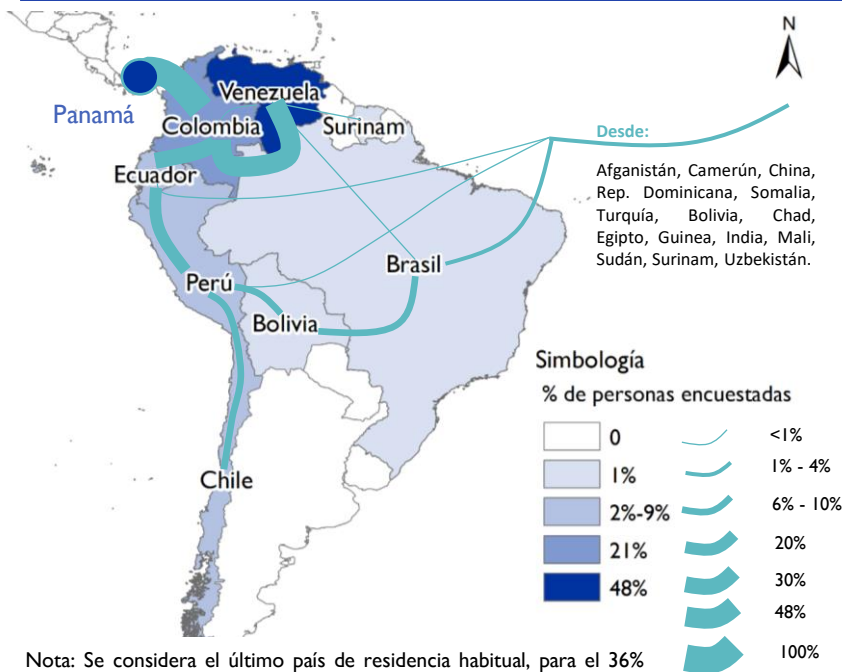 N
Panamá
Venezuela
Colombia
Surinam
Ecuador
Desde:
Afganistán, Camerún, China,
Rep. Dominicana, Somalia,
Turquía, Bolivia, Chad,
Egipto, Guinea, India, Mali,
Sudán, Surinam, Uzbekistán.
Brasil
Perú
Bolivia
Chile
Simbología
% de personas encuestadas
0
1%
2%-9%
21%
48%
<1%
1% - 4%
6% - 10%
20%
30%
48%
100%
Nota: Se considera el último país de residencia habitual, para el 36%